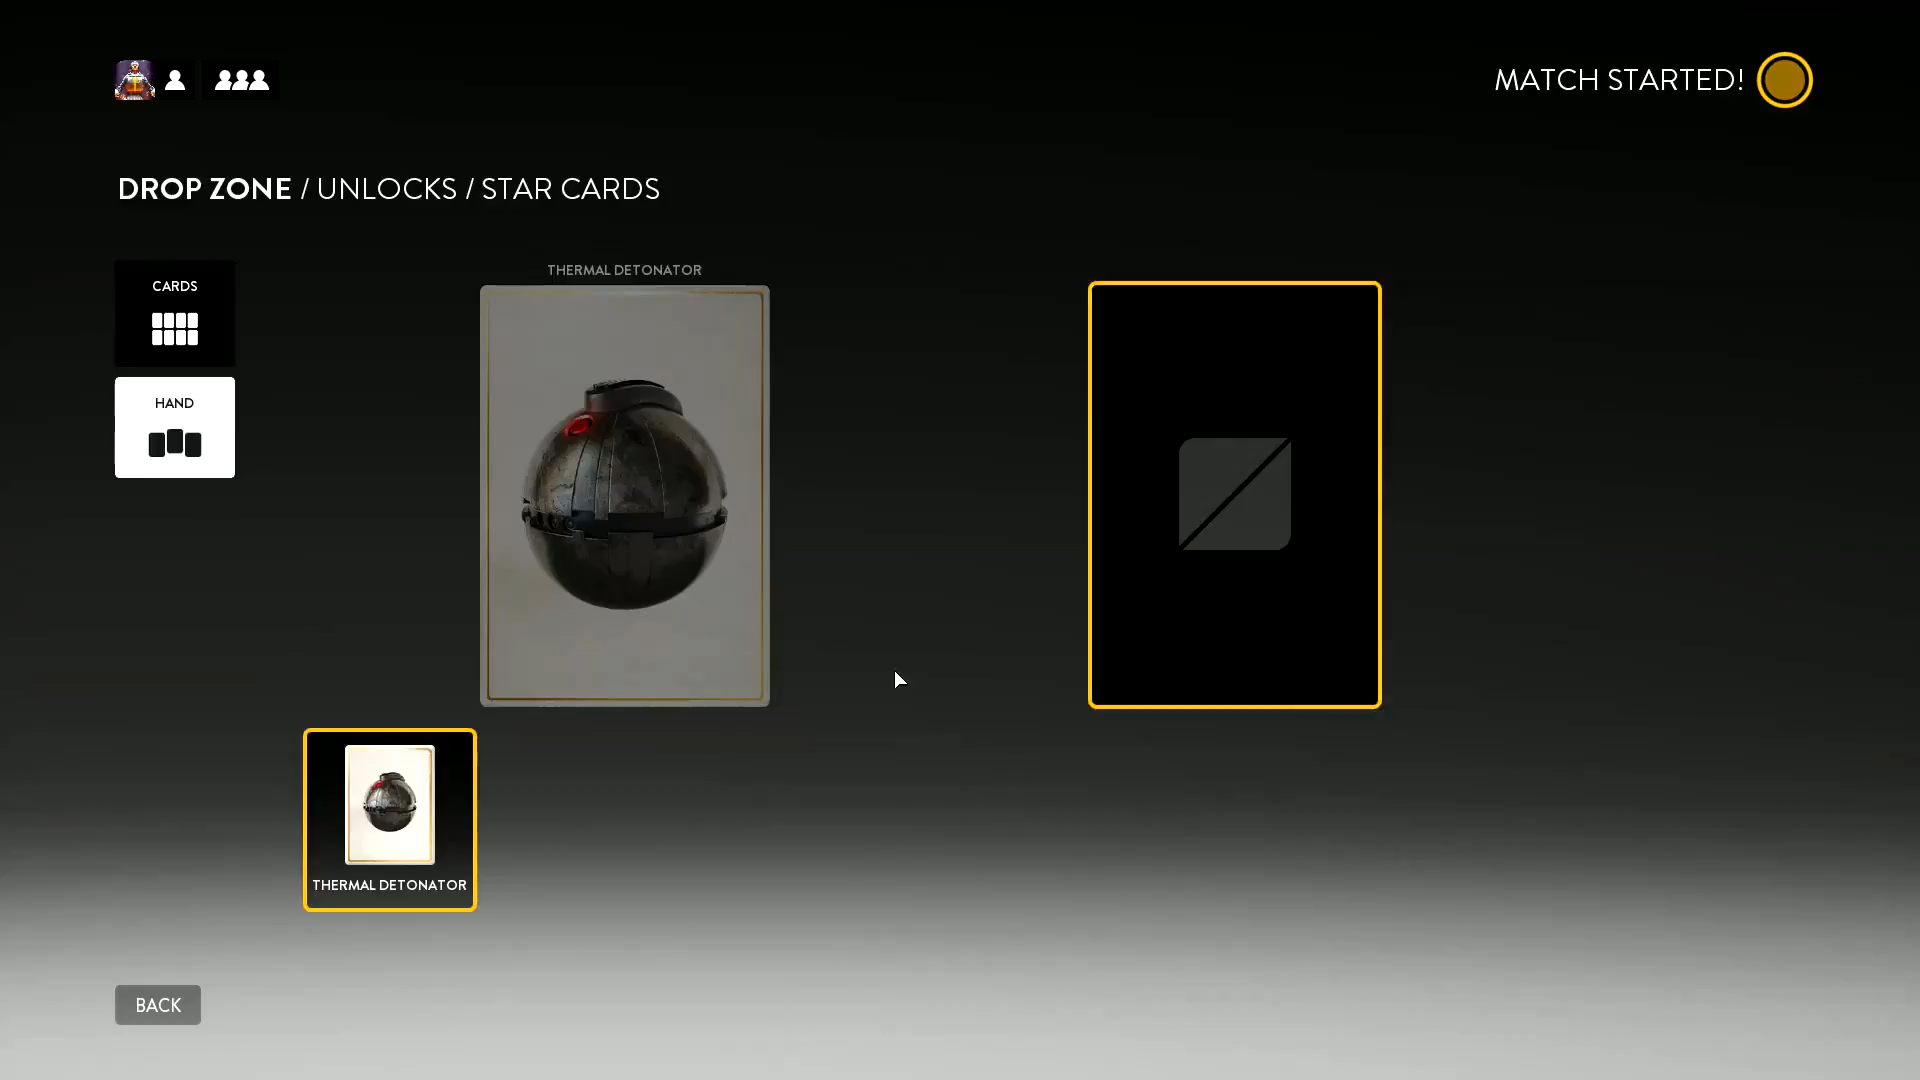 MATCH STARTED!
DROP ZONE / UNLOCKS / STAR CARDS
CARDS
HAND
THERMAL DETONATOR
THERMAL DETONATOR
BACK